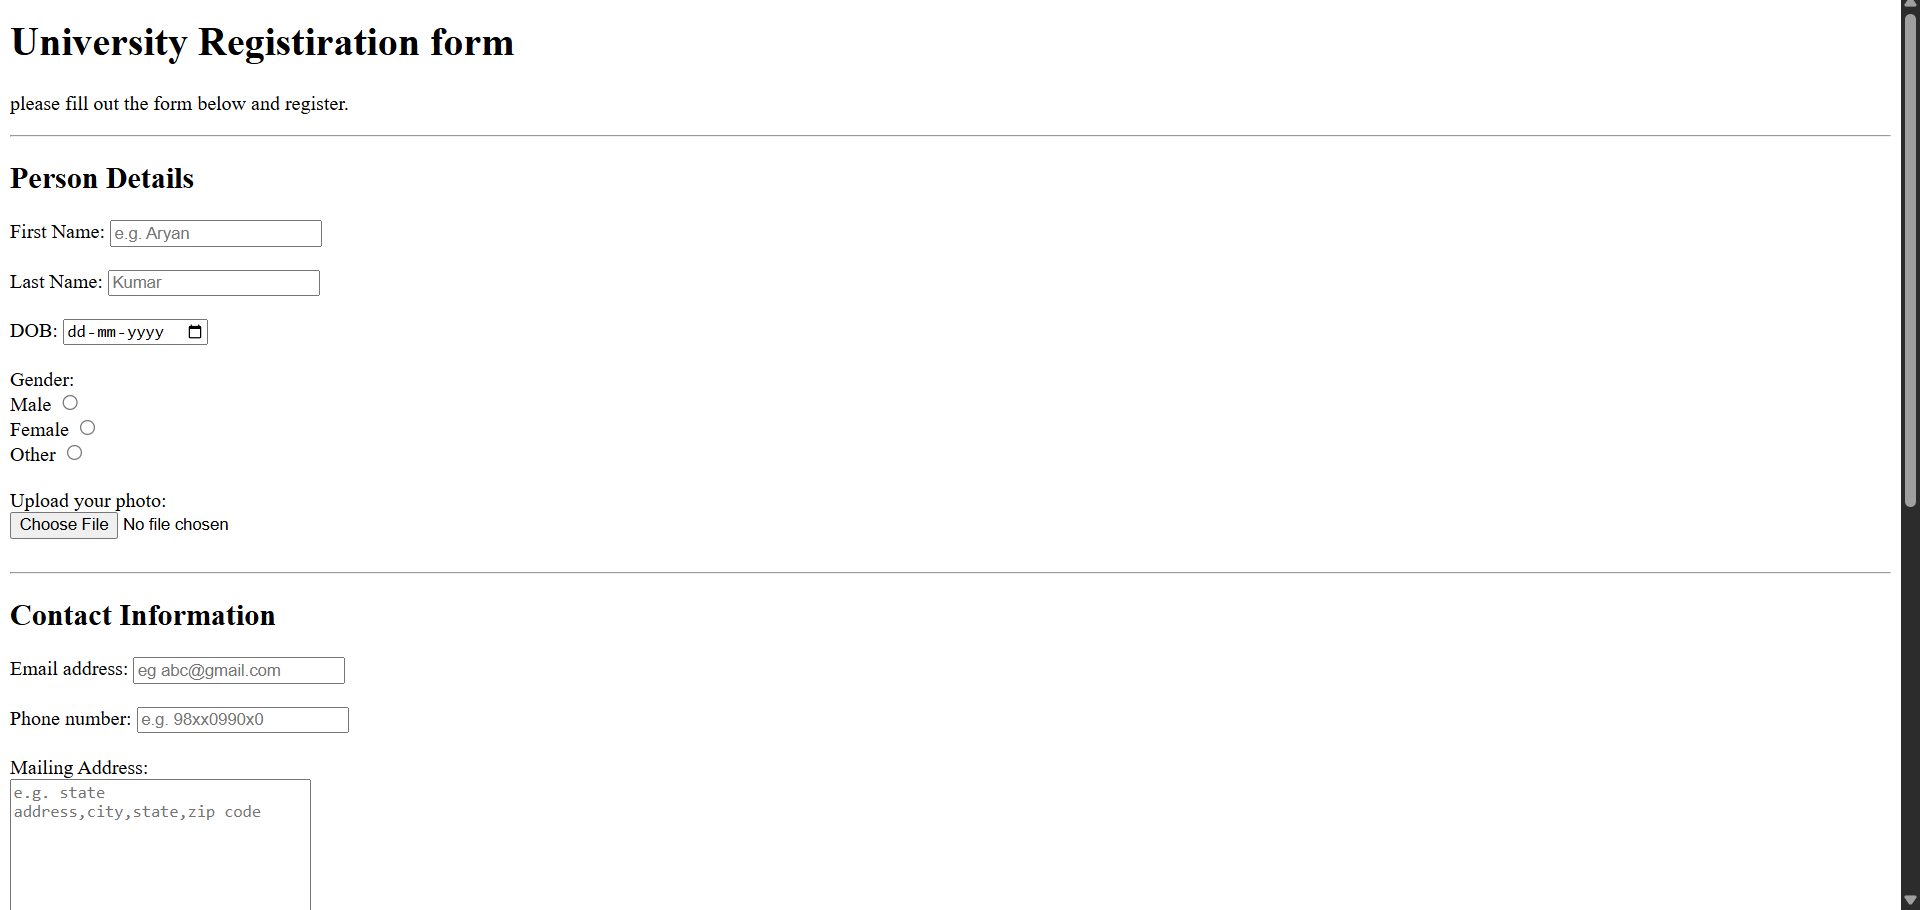 University Registiration form
please fill out the form below and register.
Person Details
First Name: e.g. Aryan
Last Name: Kumar
DOB: dd-mm-yyyy
Gender:
Male
Female
Other
Upload your photo:
Choose File No file chosen
Contact Information
Email address: eg abc@gmail.com
Phone number: e.g. 98xx0990x0
Mailing Address:
e.g. state
address,city,state,zip code